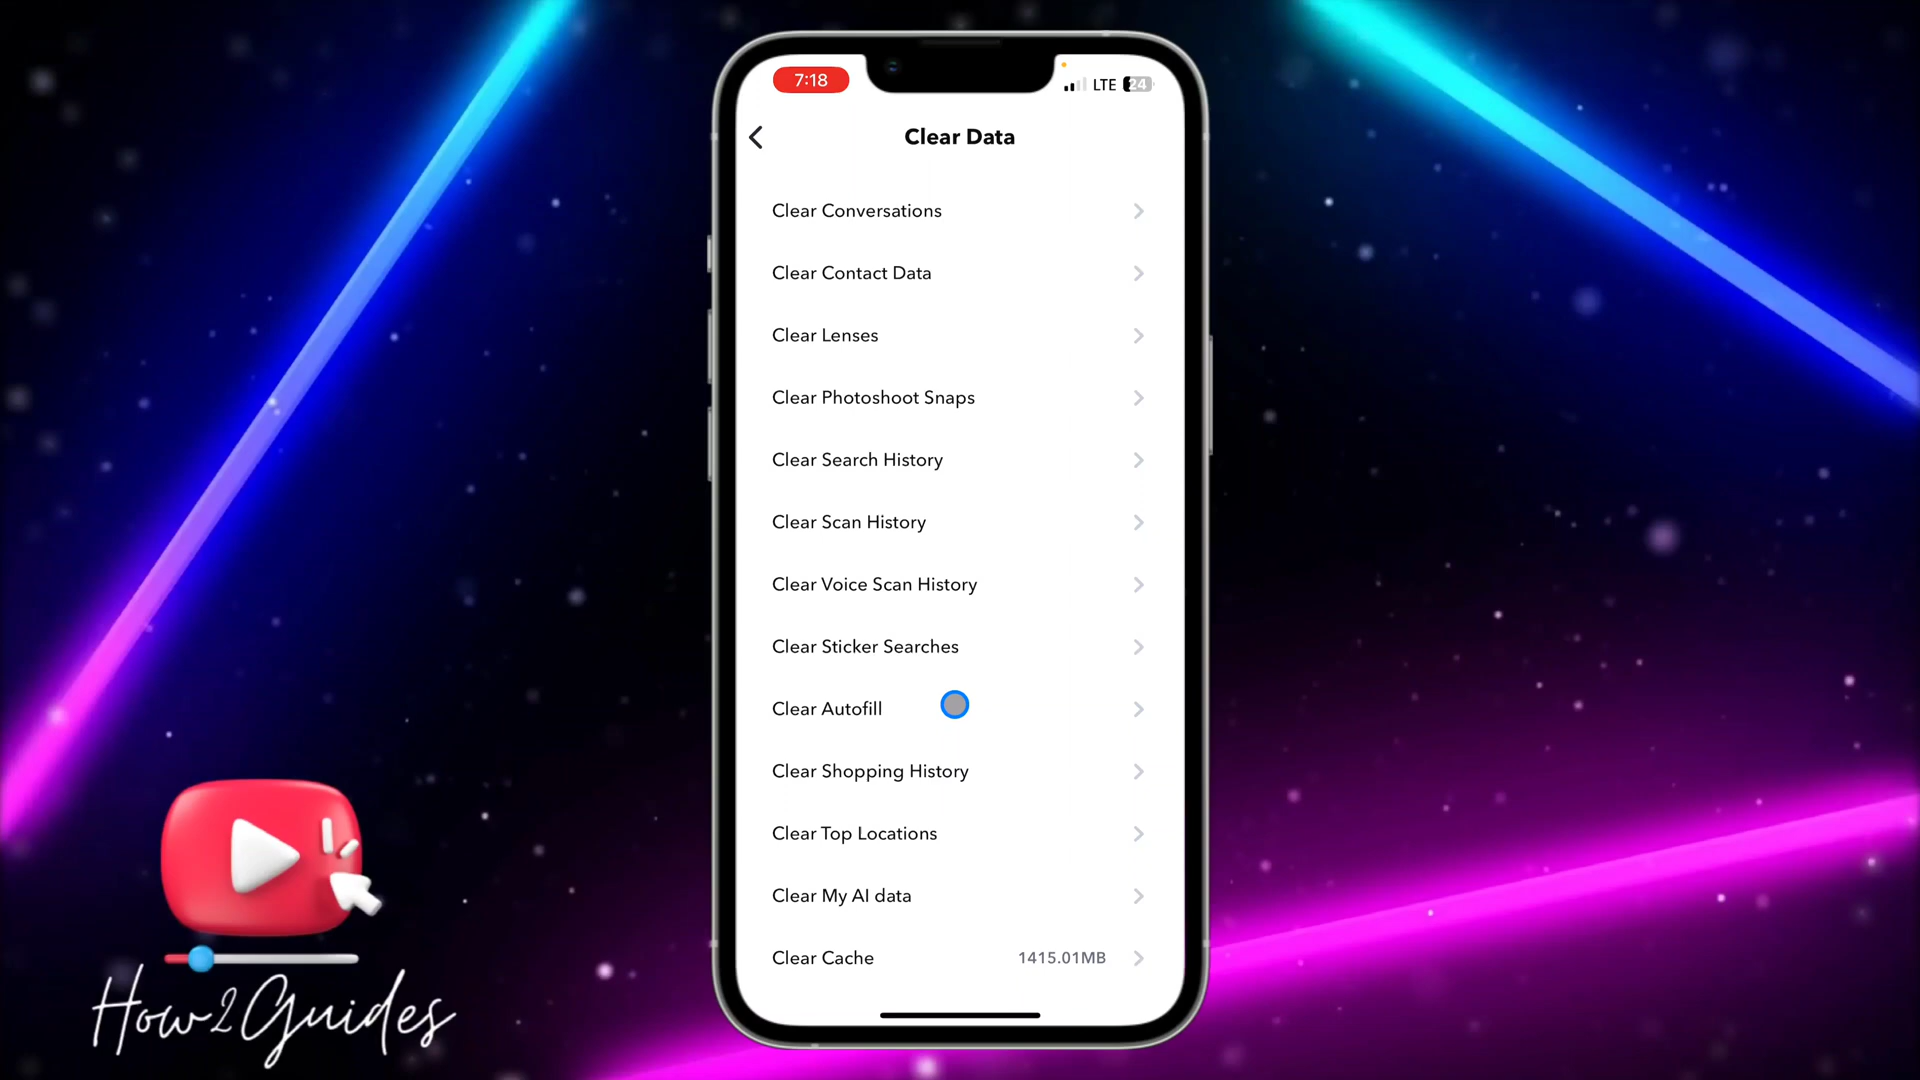 7:18
LTE 24
Clear Data
Clear Conversations
Clear Contact Data
Clear Lenses
Clear Photoshoot Snaps
Clear Search History
Clear Scan History
Clear Voice Scan History
Clear Sticker Searches
Clear Autofill
Clear Shopping History
Clear Top Locations
Clear My AI data
Clear Cache 1415.01MB
How2Guides